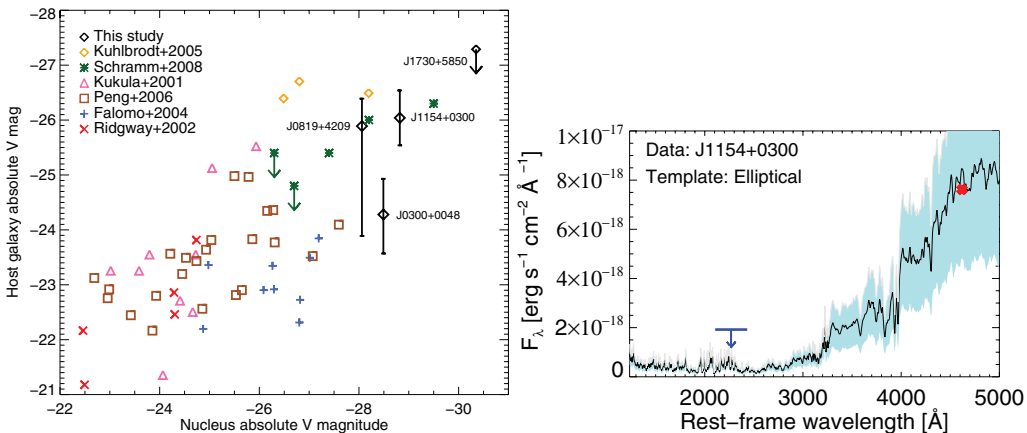 −28
−27
−26
−25
−24
−23
−22
−21
Host galaxy absolute V mag
This study
Kuhlbrodt+2005
Schramm+2008
Kukula+2001
Peng+2006
Falomo+2004
Ridgway+2002
J1730+5850
J0819+4209
J1154+0300
J0300+0048
−22
−24
−26
−28
−30
Nucleus absolute V magnitude
1×10⁻¹⁷
8×10⁻¹⁸
6×10⁻¹⁸
4×10⁻¹⁸
2×10⁻¹⁸
0
F_λ [erg s⁻¹ cm⁻² Å⁻¹]
Data: J1154+0300
Template: Elliptical
2000
3000
4000
5000
Rest-frame wavelength [Å]